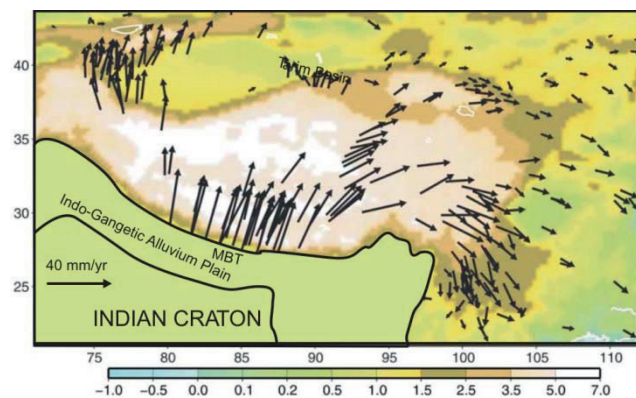 40
35
30
25
Tarim Basin
Indo-Gangetic Alluvium Plain
MBT
40 mm/yr
INDIAN CRATON
75 80 85 90 95 100 105 110
-1.0 -0.5 0.0 0.1 0.2 0.5 1.0 1.5 2.5 3.5 5.0 7.0